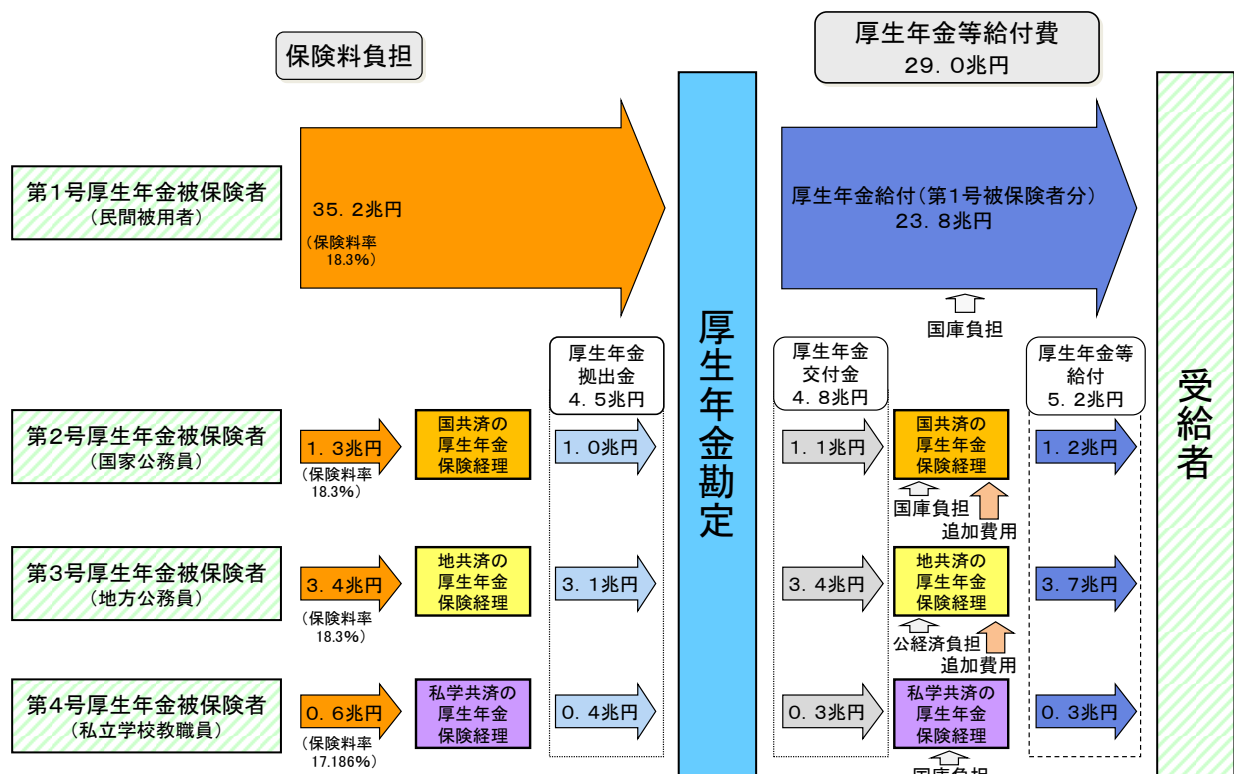 保険料負担
厚生年金等給付費
29.0兆円
第1号厚生年金被保険者
(民間被用者)
35.2兆円
(保険料率
18.3%)
厚生年金給付(第1号被保険者分)
23.8兆円
国庫負担
厚生年金勘定
受給者
厚生年金
拠出金
4.5兆円
厚生年金
交付金
4.8兆円
厚生年金等
給付
5.2兆円
第2号厚生年金被保険者
(国家公務員)
1.3兆円
(保険料率
18.3%)
国共済の
厚生年金
保険経理
1.0兆円
1.1兆円
国共済の
厚生年金
保険経理
1.2兆円
国庫負担
追加費用
第3号厚生年金被保険者
(地方公務員)
3.4兆円
(保険料率
18.3%)
地共済の
厚生年金
保険経理
3.1兆円
3.4兆円
地共済の
厚生年金
保険経理
3.7兆円
公経済負担
追加費用
第4号厚生年金被保険者
(私立学校教職員)
0.6兆円
(保険料率
17.186%)
私学共済の
厚生年金
保険経理
0.4兆円
0.3兆円
私学共済の
厚生年金
保険経理
0.3兆円
国庫負担